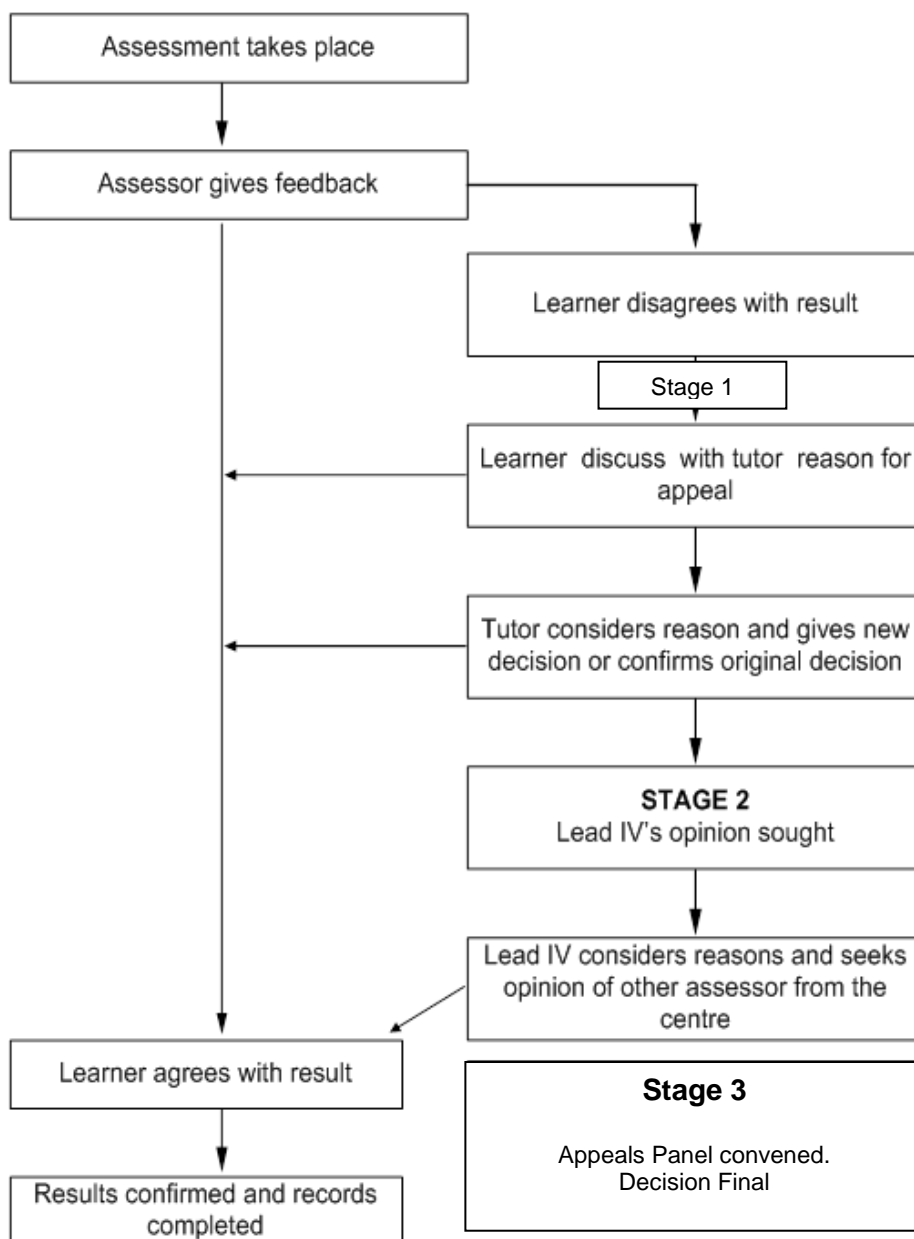 Assessment takes place
Assessor gives feedback
Learner disagrees with result
Stage 1
Learner discuss with tutor reason for
appeal
Tutor considers reason and gives new
decision or confirms original decision
STAGE 2
Lead IV's opinion sought
Lead IV considers reasons and seeks
opinion of other assessor from the
centre
Learner agrees with result
Stage 3
Appeals Panel convened.
Decision Final
Results confirmed and records
completed